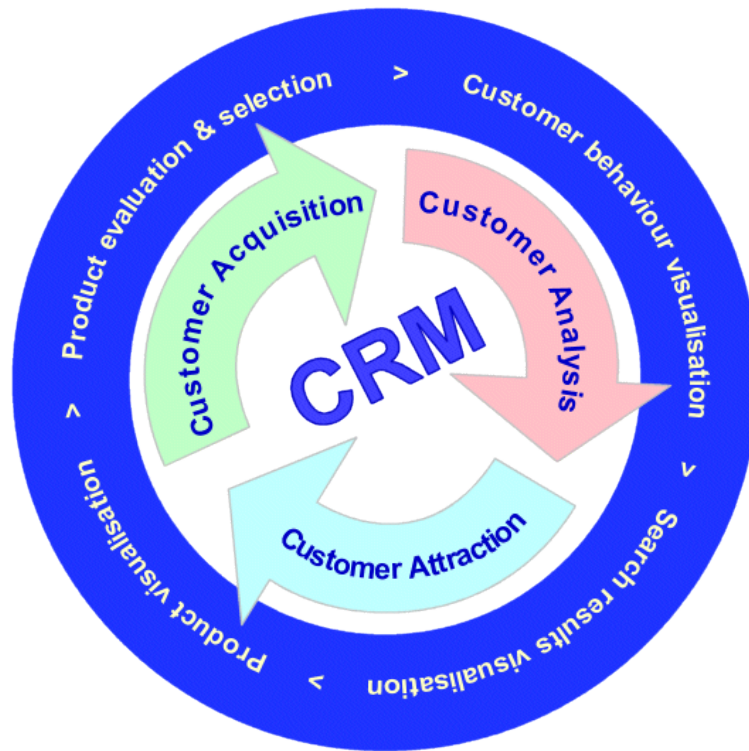 Product evaluation & selection
>
Customer behaviour visualisation
>
Search results visualisation
>
Product visualisation
>
Customer Acquisition
Customer Analysis
Customer Attraction
CRM